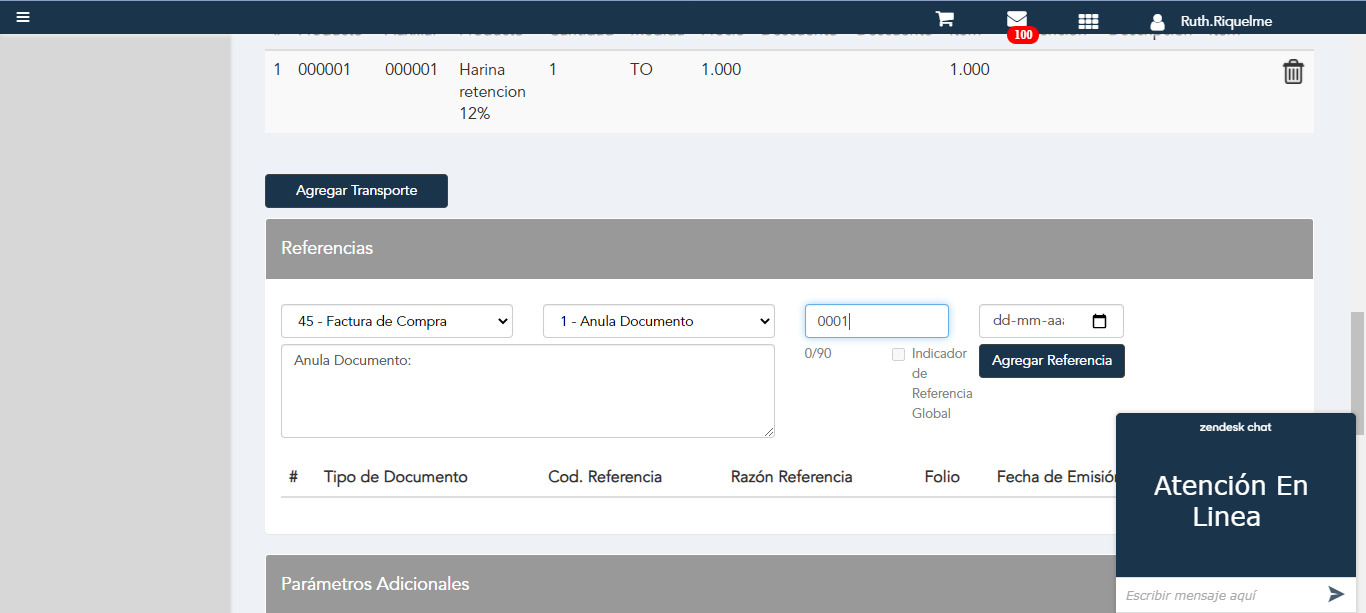 Ruth.Riquelme
100
1 000001 000001 Harina 1 TO 1.000 1.000
retencion
12%
Agregar Transporte
Referencias
45 - Factura de Compra 1 - Anula Documento 0001 dd-mm-aa
Anula Documento: 0/90 Indicador Agregar Referencia
de
Referencia
Global
# Tipo de Documento Cod. Referencia Razón Referencia Folio Fecha de Emisión
Parámetros Adicionales
zendesk chat
Atención En
Linea
Escribir mensaje aquí